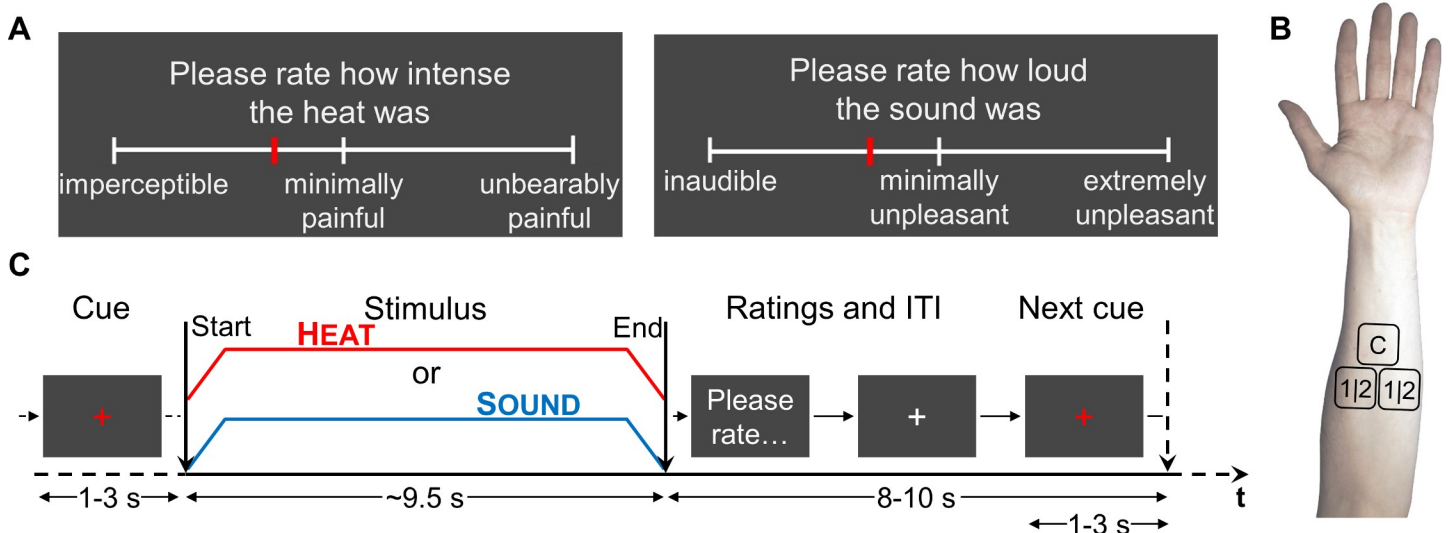 A
Please rate how intense
the heat was
imperceptible
minimally
painful
unbearably
painful
Please rate how loud
the sound was
inaudible
minimally
unpleasant
extremely
unpleasant
B
C
1|2 1|2
C
Cue
Start
Stimulus
End
HEAT
or
SOUND
Ratings and ITI
Next cue
Please
rate…
1-3 s
~9.5 s
8-10 s
t
1-3 s